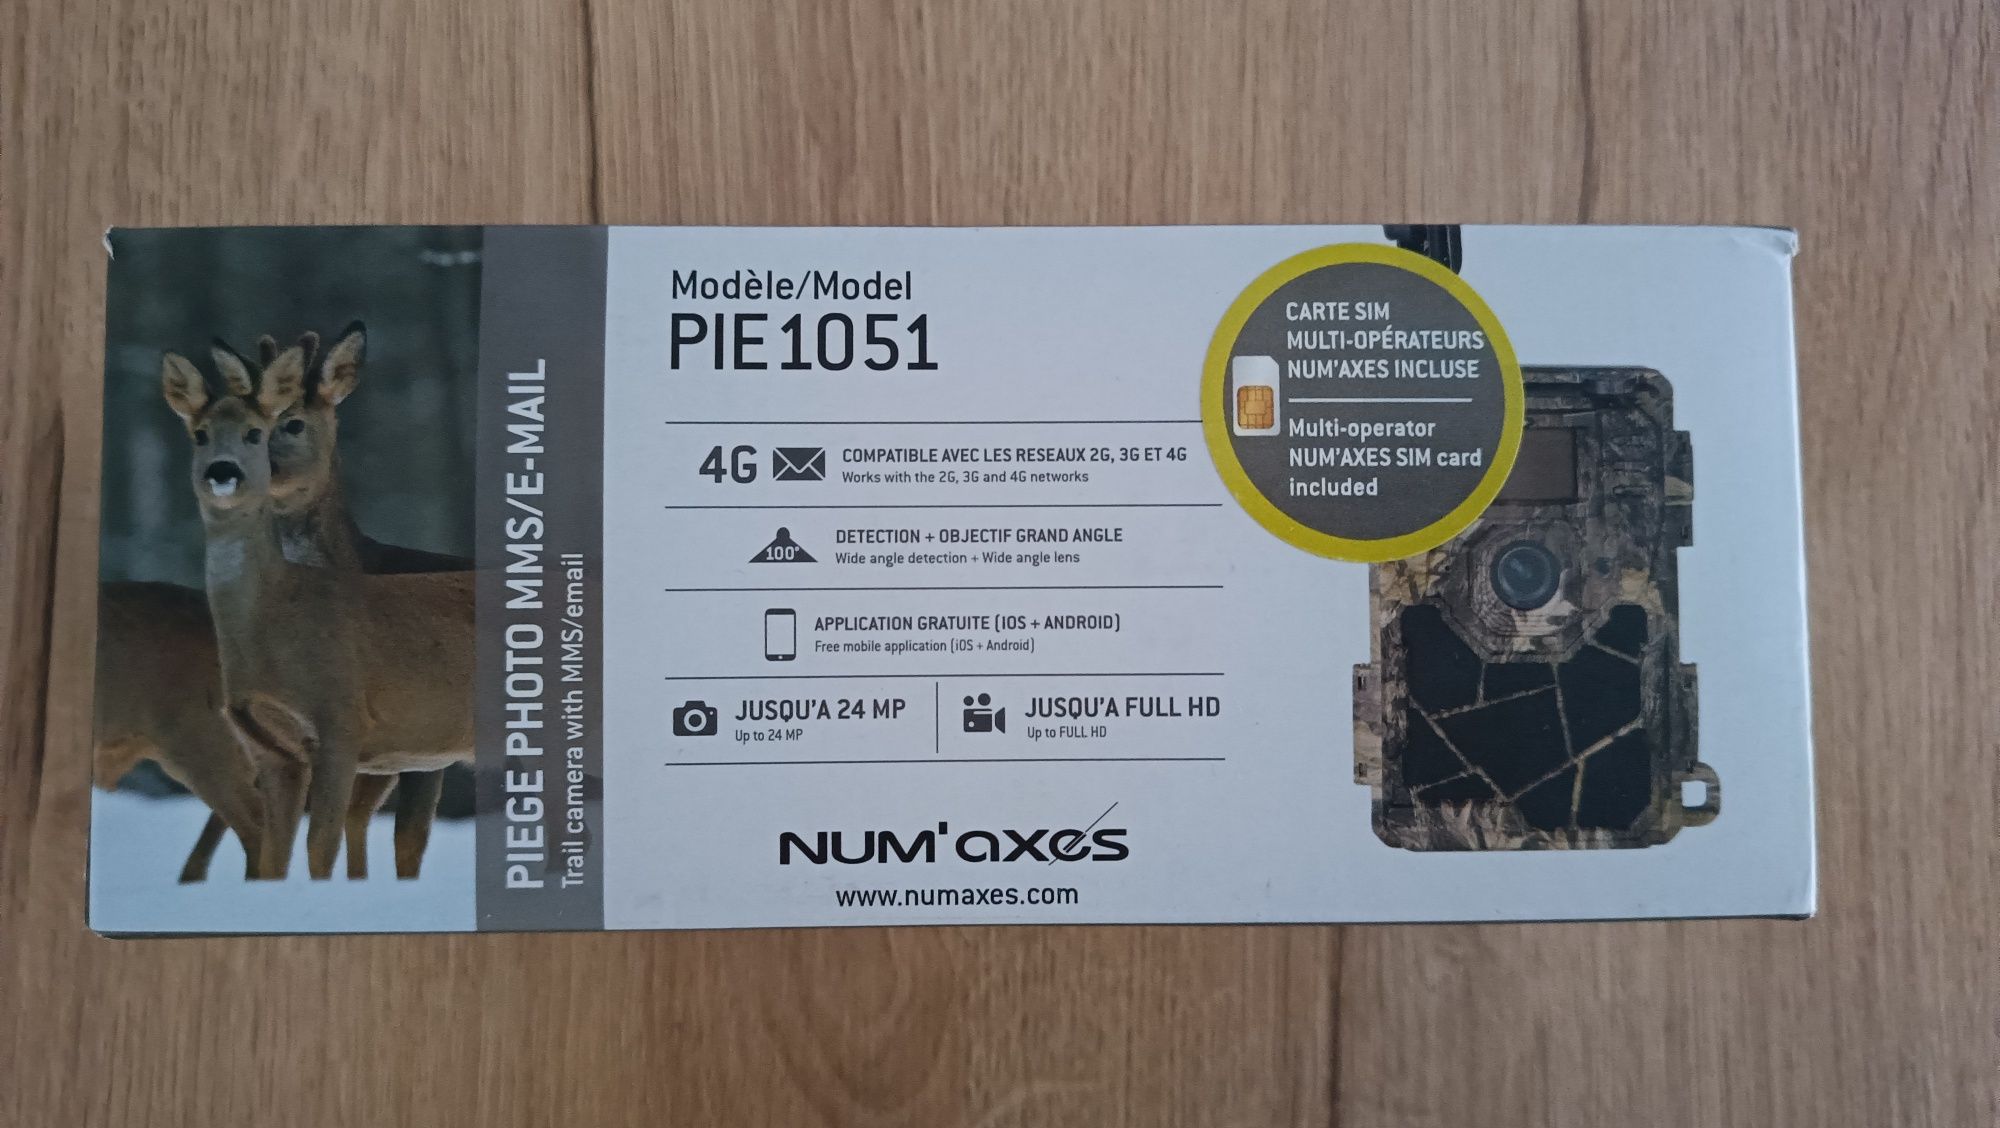 PIEGE PHOTO MMS/E-MAIL
Trail camera with MMS/email
Modèle/Model
PIE1051
4G
COMPATIBLE AVEC LES RESEAUX 2G, 3G ET 4G
Works with the 2G, 3G and 4G networks
100°
DETECTION + OBJECTIF GRAND ANGLE
Wide angle detection + Wide angle lens
APPLICATION GRATUITE (IOS + ANDROID)
Free mobile application (iOS + Android)
JUSQU'A 24 MP
Up to 24 MP
JUSQU'A FULL HD
Up to FULL HD
NUM'axes
www.numaxes.com
CARTE SIM
MULTI-OPÉRATEURS
NUM'AXES INCLUSE
Multi-operator
NUM'AXES SIM card
included